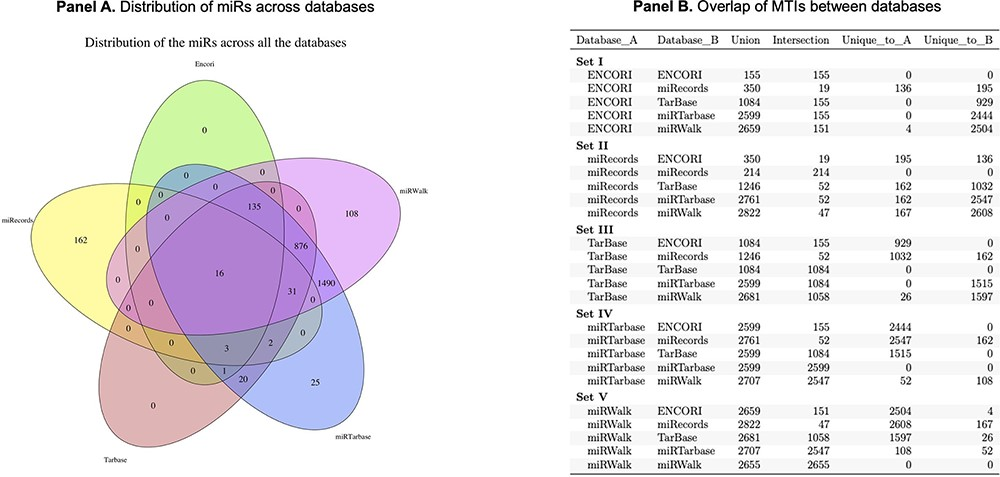 Panel A. Distribution of miRs across databases
Distribution of the miRs across all the databases
Encori
0
miRWalk
0
0
0
0
0
0
135
0
108
miRecords
0
162
876
0
16
0
1490
31
0
0
0
0
0
0
3
2
0
1
20
25
0
miRTarbase
Tarbase
Panel B. Overlap of MTIs between databases
Database_A Database_B Union Intersection Unique_to_A Unique_to_B
Set I
ENCORI ENCORI 155 155 0 0
ENCORI miRecords 350 19 136 195
ENCORI TarBase 1084 155 0 929
ENCORI miRTarbase 2599 155 0 2444
ENCORI miRWalk 2659 151 4 2504
Set II
miRecords ENCORI 350 19 195 136
miRecords miRecords 214 214 0 0
miRecords TarBase 1246 52 162 1032
miRecords miRTarbase 2761 52 162 2547
miRecords miRWalk 2822 47 167 2608
Set III
TarBase ENCORI 1084 155 929 0
TarBase miRecords 1246 52 1032 162
TarBase TarBase 1084 1084 0 0
TarBase miRTarbase 2599 1084 0 1515
TarBase miRWalk 2681 1058 26 1597
Set IV
miRTarbase ENCORI 2599 155 2444 0
miRTarbase miRecords 2761 52 2547 162
miRTarbase TarBase 2599 1084 1515 0
miRTarbase miRTarbase 2599 2599 0 0
miRTarbase miRWalk 2707 2547 52 108
Set V
miRWalk ENCORI 2659 151 2504 4
miRWalk miRecords 2822 47 2608 167
miRWalk TarBase 2681 1058 1597 26
miRWalk miRTarbase 2707 2547 108 52
miRWalk miRWalk 2655 2655 0 0